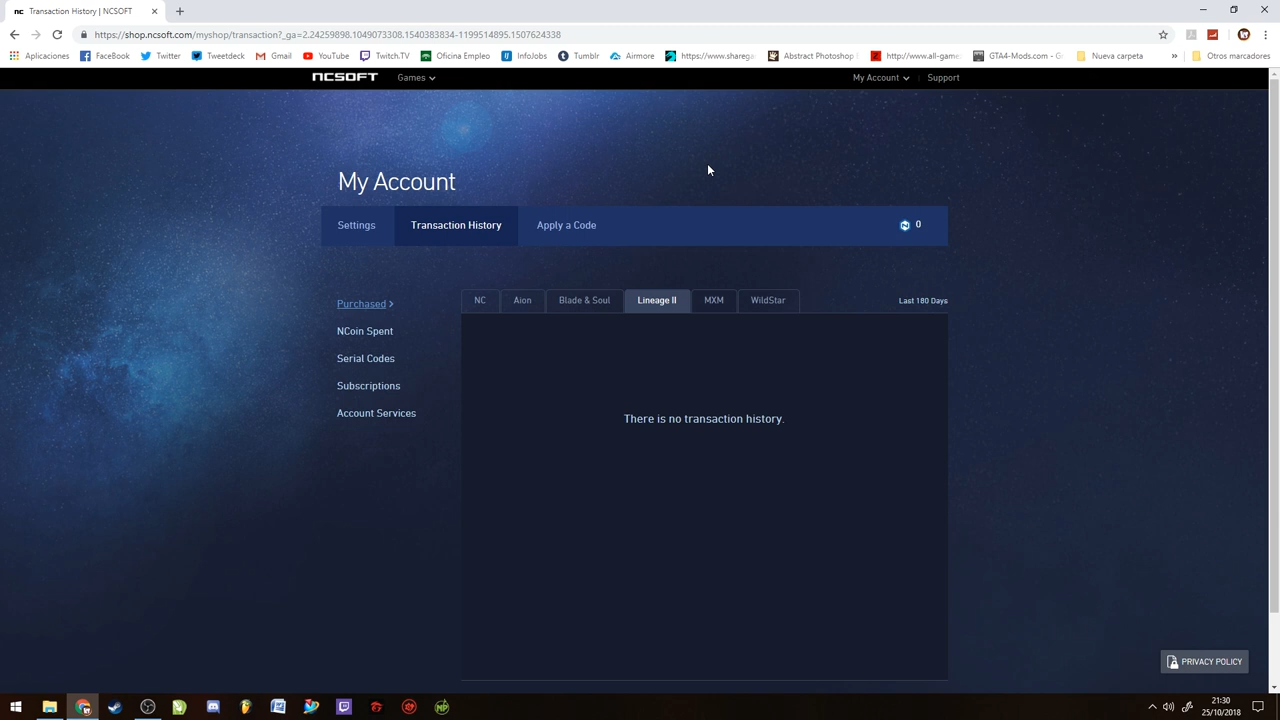 nc Transaction History | NCSOFT
https://shop.ncsoft.com/myshop/transaction?_ga=2.24259898.1049073308.1540383834-1199514895.1507624338
Aplicaciones FaceBook Twitter Tweetdeck Gmail YouTube Twitch.TV Oficina Empleo InfoJobs Tumblr Airmore https://www.sharega Abstract Photoshop http://www.all-game GTA4-Mods.com - G Nueva carpeta » Otros marcadores
NCSOFT Games My Account | Support
My Account
Settings Transaction History Apply a Code 0
Purchased
NC Aion Blade & Soul Lineage II MXM WildStar Last 180 Days
NCoin Spent
Serial Codes
Subscriptions
Account Services
There is no transaction history.
PRIVACY POLICY
21:30
25/10/2018